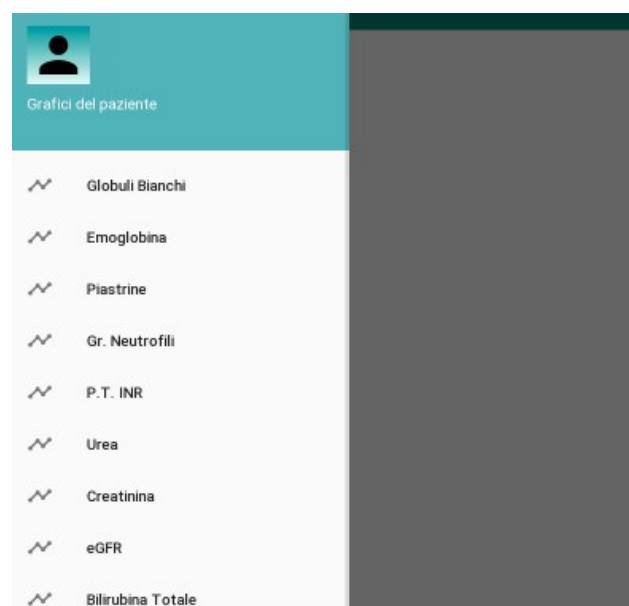 Grafici del paziente
Globuli Bianchi
Emoglobina
Piastrine
Gr. Neutrofili
P.T. INR
Urea
Creatinina
eGFR
Bilirubina Totale